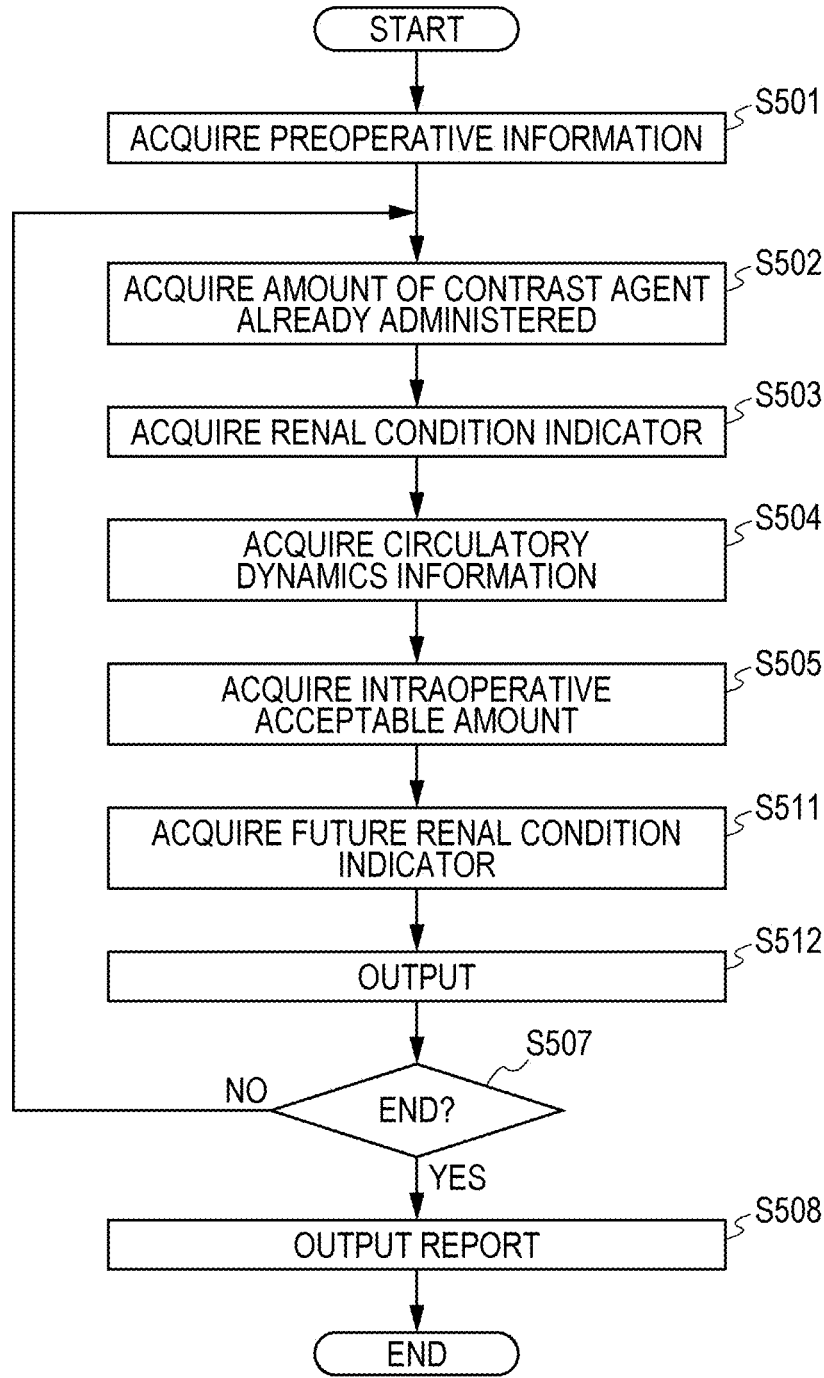 START
S501
ACQUIRE PREOPERATIVE INFORMATION
S502
ACQUIRE AMOUNT OF CONTRAST AGENT
ALREADY ADMINISTERED
S503
ACQUIRE RENAL CONDITION INDICATOR
S504
ACQUIRE CIRCULATORY
DYNAMICS INFORMATION
S505
ACQUIRE INTRAOPERATIVE
ACCEPTABLE AMOUNT
S511
ACQUIRE FUTURE RENAL CONDITION
INDICATOR
S512
OUTPUT
S507
NO
END?
YES
S508
OUTPUT REPORT
END